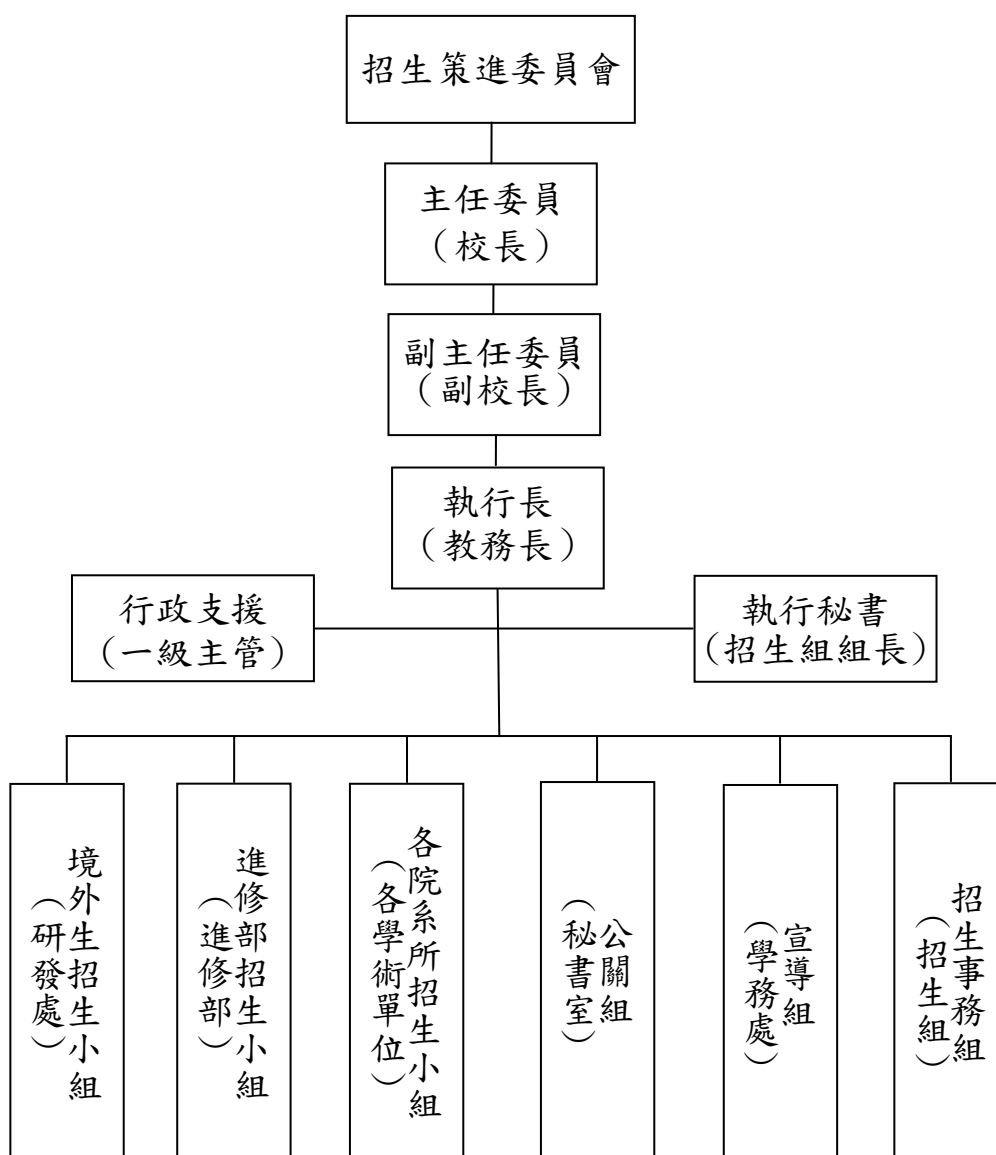 招生策進委員會
主任委員
（校長）
副主任委員
（副校長）
執行長
（教務長）
行政支援
（一級主管）
執行秘書
（招生組組長）
境外生招生小組
（研發處）
進修部招生小組
（進修部）
各院系所招生小組
（各學術單位）
公關組
（秘書室）
宣導組
（學務處）
招生事務組
（招生組）